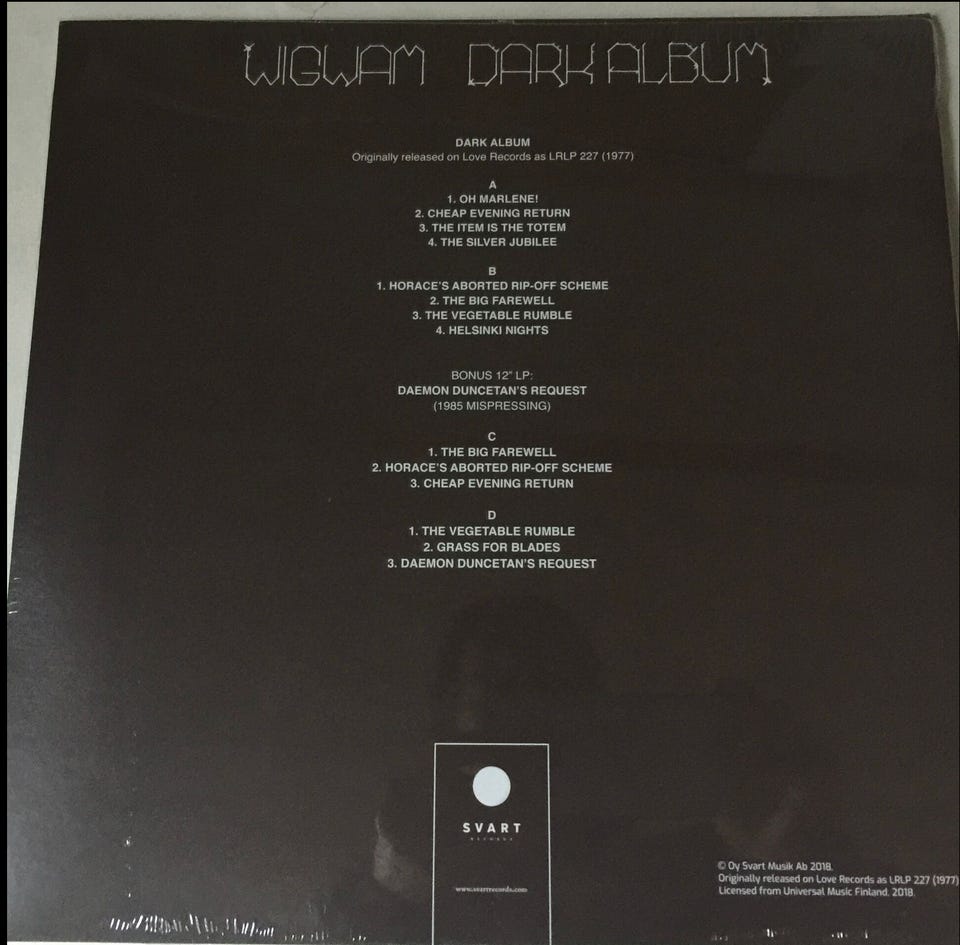 WIGWAM DARK ALBUM
DARK ALBUM
Originally released on Love Records as LRLP 227 (1977)
A
1. OH MARLENE!
2. CHEAP EVENING RETURN
3. THE ITEM IS THE TOTEM
4. THE SILVER JUBILEE
B
1. HORACE'S ABORTED RIP-OFF SCHEME
2. THE BIG FAREWELL
3. THE VEGETABLE RUMBLE
4. HELSINKI NIGHTS
BONUS 12" LP:
DAEMON DUNCETAN'S REQUEST
(1985 MISPRESSING)
C
1. THE BIG FAREWELL
2. HORACE'S ABORTED RIP-OFF SCHEME
3. CHEAP EVENING RETURN
D
1. THE VEGETABLE RUMBLE
2. GRASS FOR BLADES
3. DAEMON DUNCETAN'S REQUEST
SVART
RECORDS
www.svartrecords.com
© Oy Svart Musik Ab 2018.
Originally released on Love Records as LRLP 227 (1977)
Licensed from Universal Music Finland, 2018.